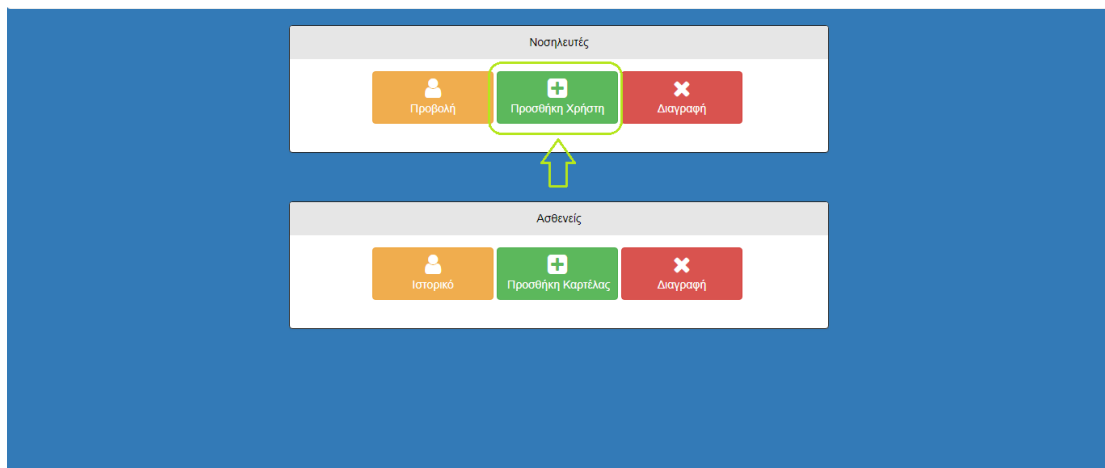 Νοσηλευτές
Προβολή
Προσθήκη Χρήστη
Διαγραφή
Ασθενείς
Ιστορικό
Προσθήκη Καρτέλας
Διαγραφή